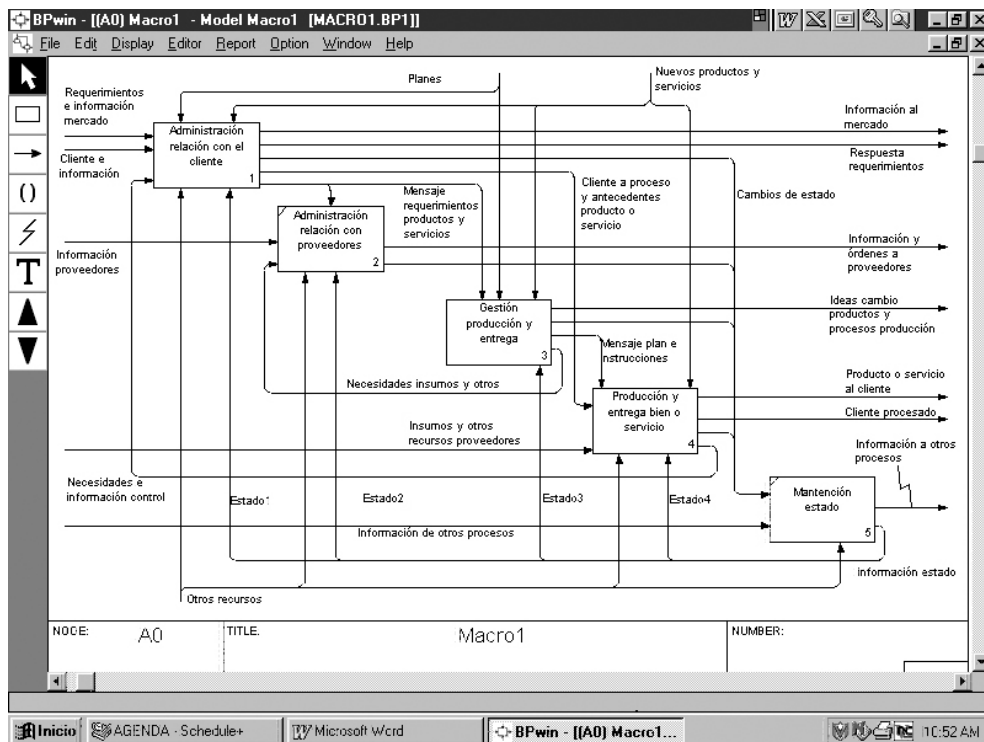 BPwin - [(A0) Macro1 - Model Macro1 [MACRO1.BP1]]
File Edit Display Editor Report Option Window Help
Planes
Nuevos productos y
servicios
Requerimientos
e información
mercado
Información al
mercado
Administración
relación con el
cliente
1
Respuesta
requerimientos
Cliente e
información
Mensaje
requerimientos
productos y
servicios
Cliente a proceso
y antecedentes
producto o
servicio
Cambios de estado
Administración
relación con
proveedores
2
Información
proveedores
Información y
órdenes a
proveedores
Gestión
producción y
entrega
3
Ideas cambio
productos y
procesos producción
Mensaje plan e
instrucciones
Necesidades insumos y otros
Producto o servicio
al cliente
Producción y
entrega bien o
servicio
4
Cliente procesado
Insumos y otros
recursos proveedores
Información a otros
procesos
Necesidades e
información control
Estado1
Estado2
Estado3
Estado4
Mantención
estado
5
Información de otros procesos
Información estado
Otros recursos
NODE: A0
TITLE. Macro1
NUMBER:
Inicio
AGENDA - Schedule+
Microsoft Word
BPwin - [(A0) Macro1...
10:52 AM